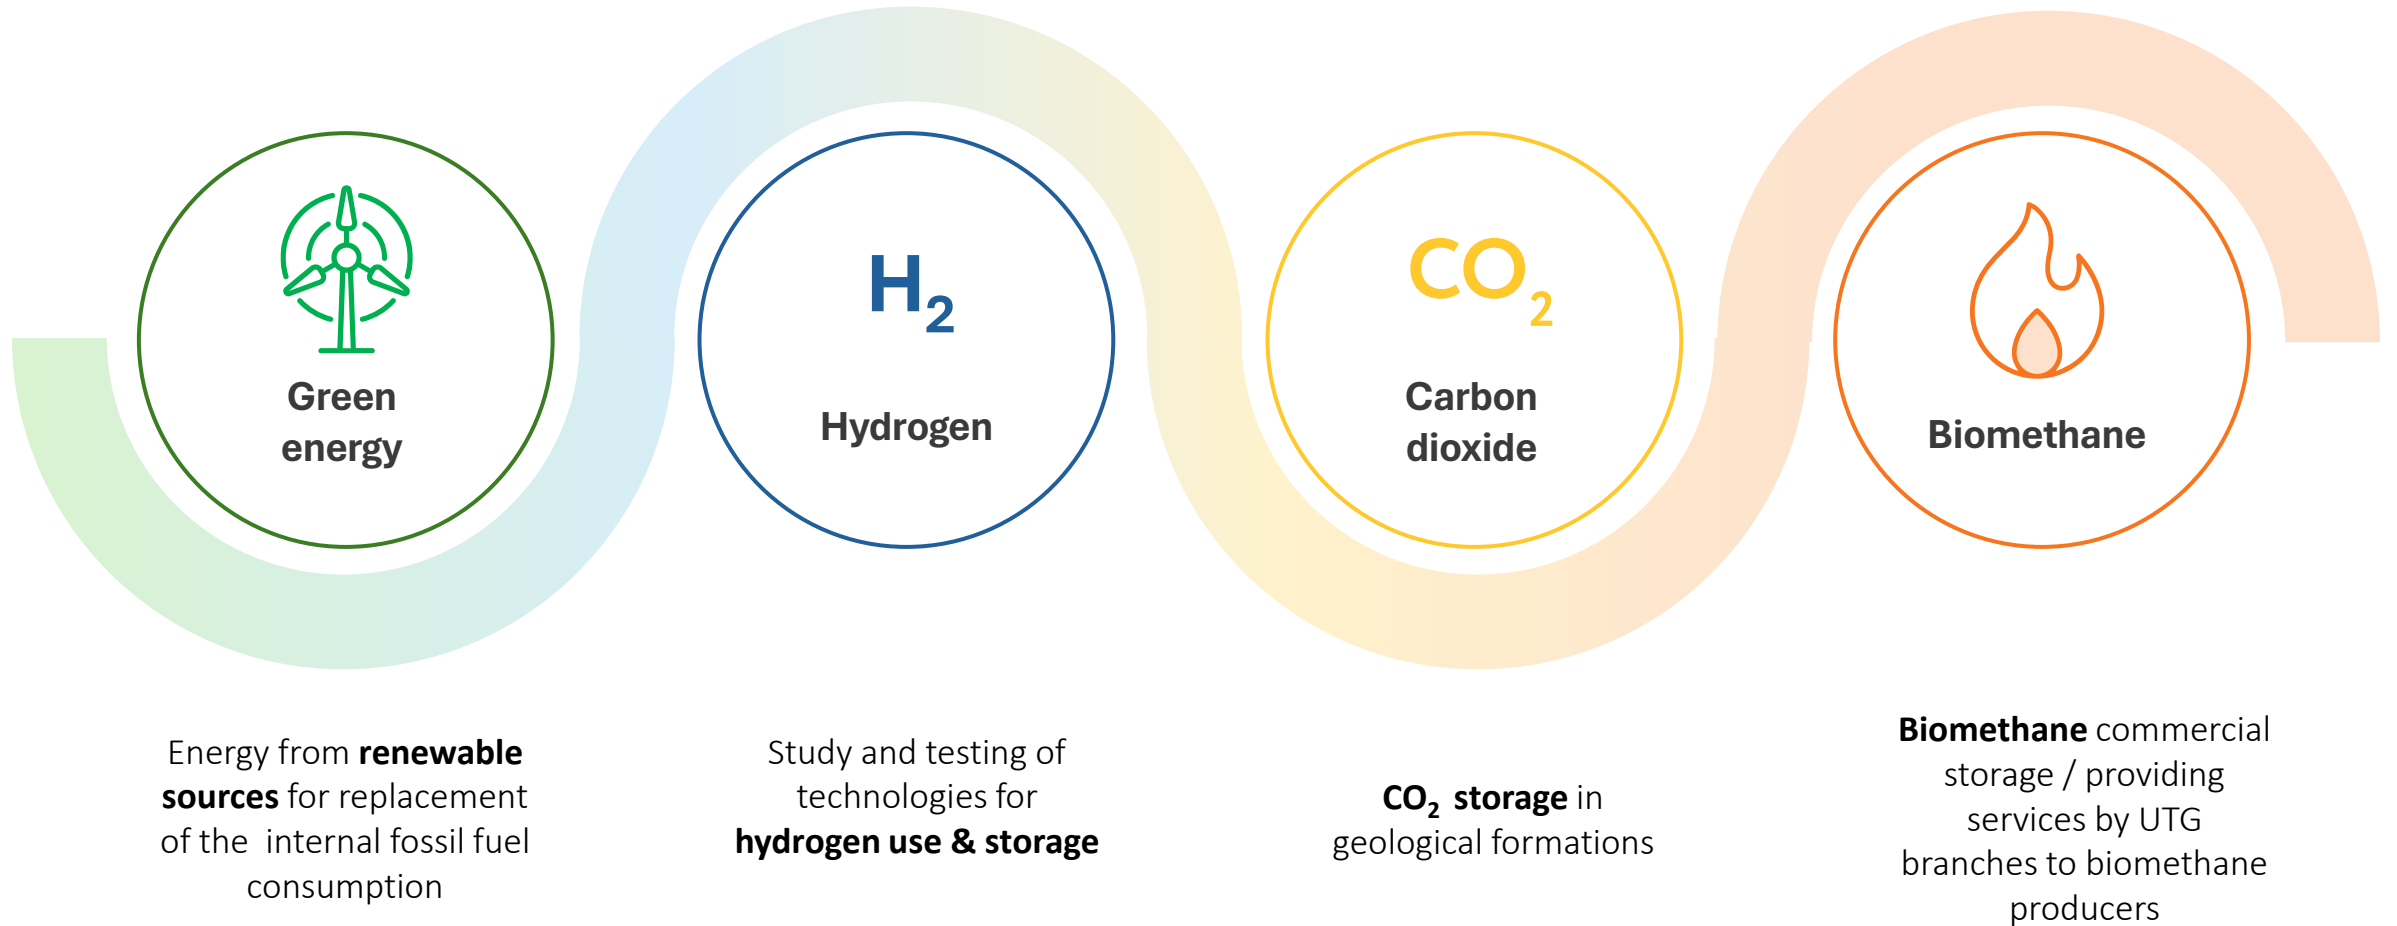 Green
energy
H₂
Hydrogen
CO₂
Carbon
dioxide
Biomethane
Energy from renewable
sources for replacement
of the internal fossil fuel
consumption
Study and testing of
technologies for
hydrogen use & storage
CO₂ storage in
geological formations
Biomethane commercial
storage / providing
services by UTG
branches to biomethane
producers